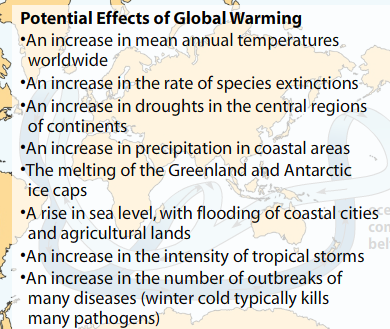 Potential Effects of Global Warming
•An increase in mean annual temperatures
worldwide
•An increase in the rate of species extinctions
•An increase in droughts in the central regions
of continents
•An increase in precipitation in coastal areas
•The melting of the Greenland and Antarctic
ice caps
•A rise in sea level, with flooding of coastal cities
and agricultural lands
•An increase in the intensity of tropical storms
•An increase in the number of outbreaks of
many diseases (winter cold typically kills
many pathogens)